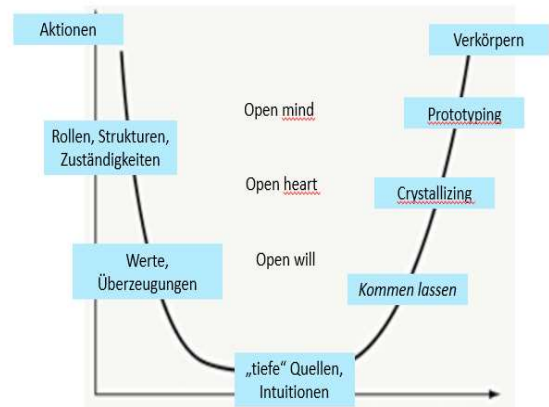 Aktionen
Verkörpern
Open mind
Prototyping
Rollen, Strukturen,
Zuständigkeiten
Open heart
Crystallizing
Werte,
Überzeugungen
Open will
Kommen lassen
„tiefe“ Quellen,
Intuitionen